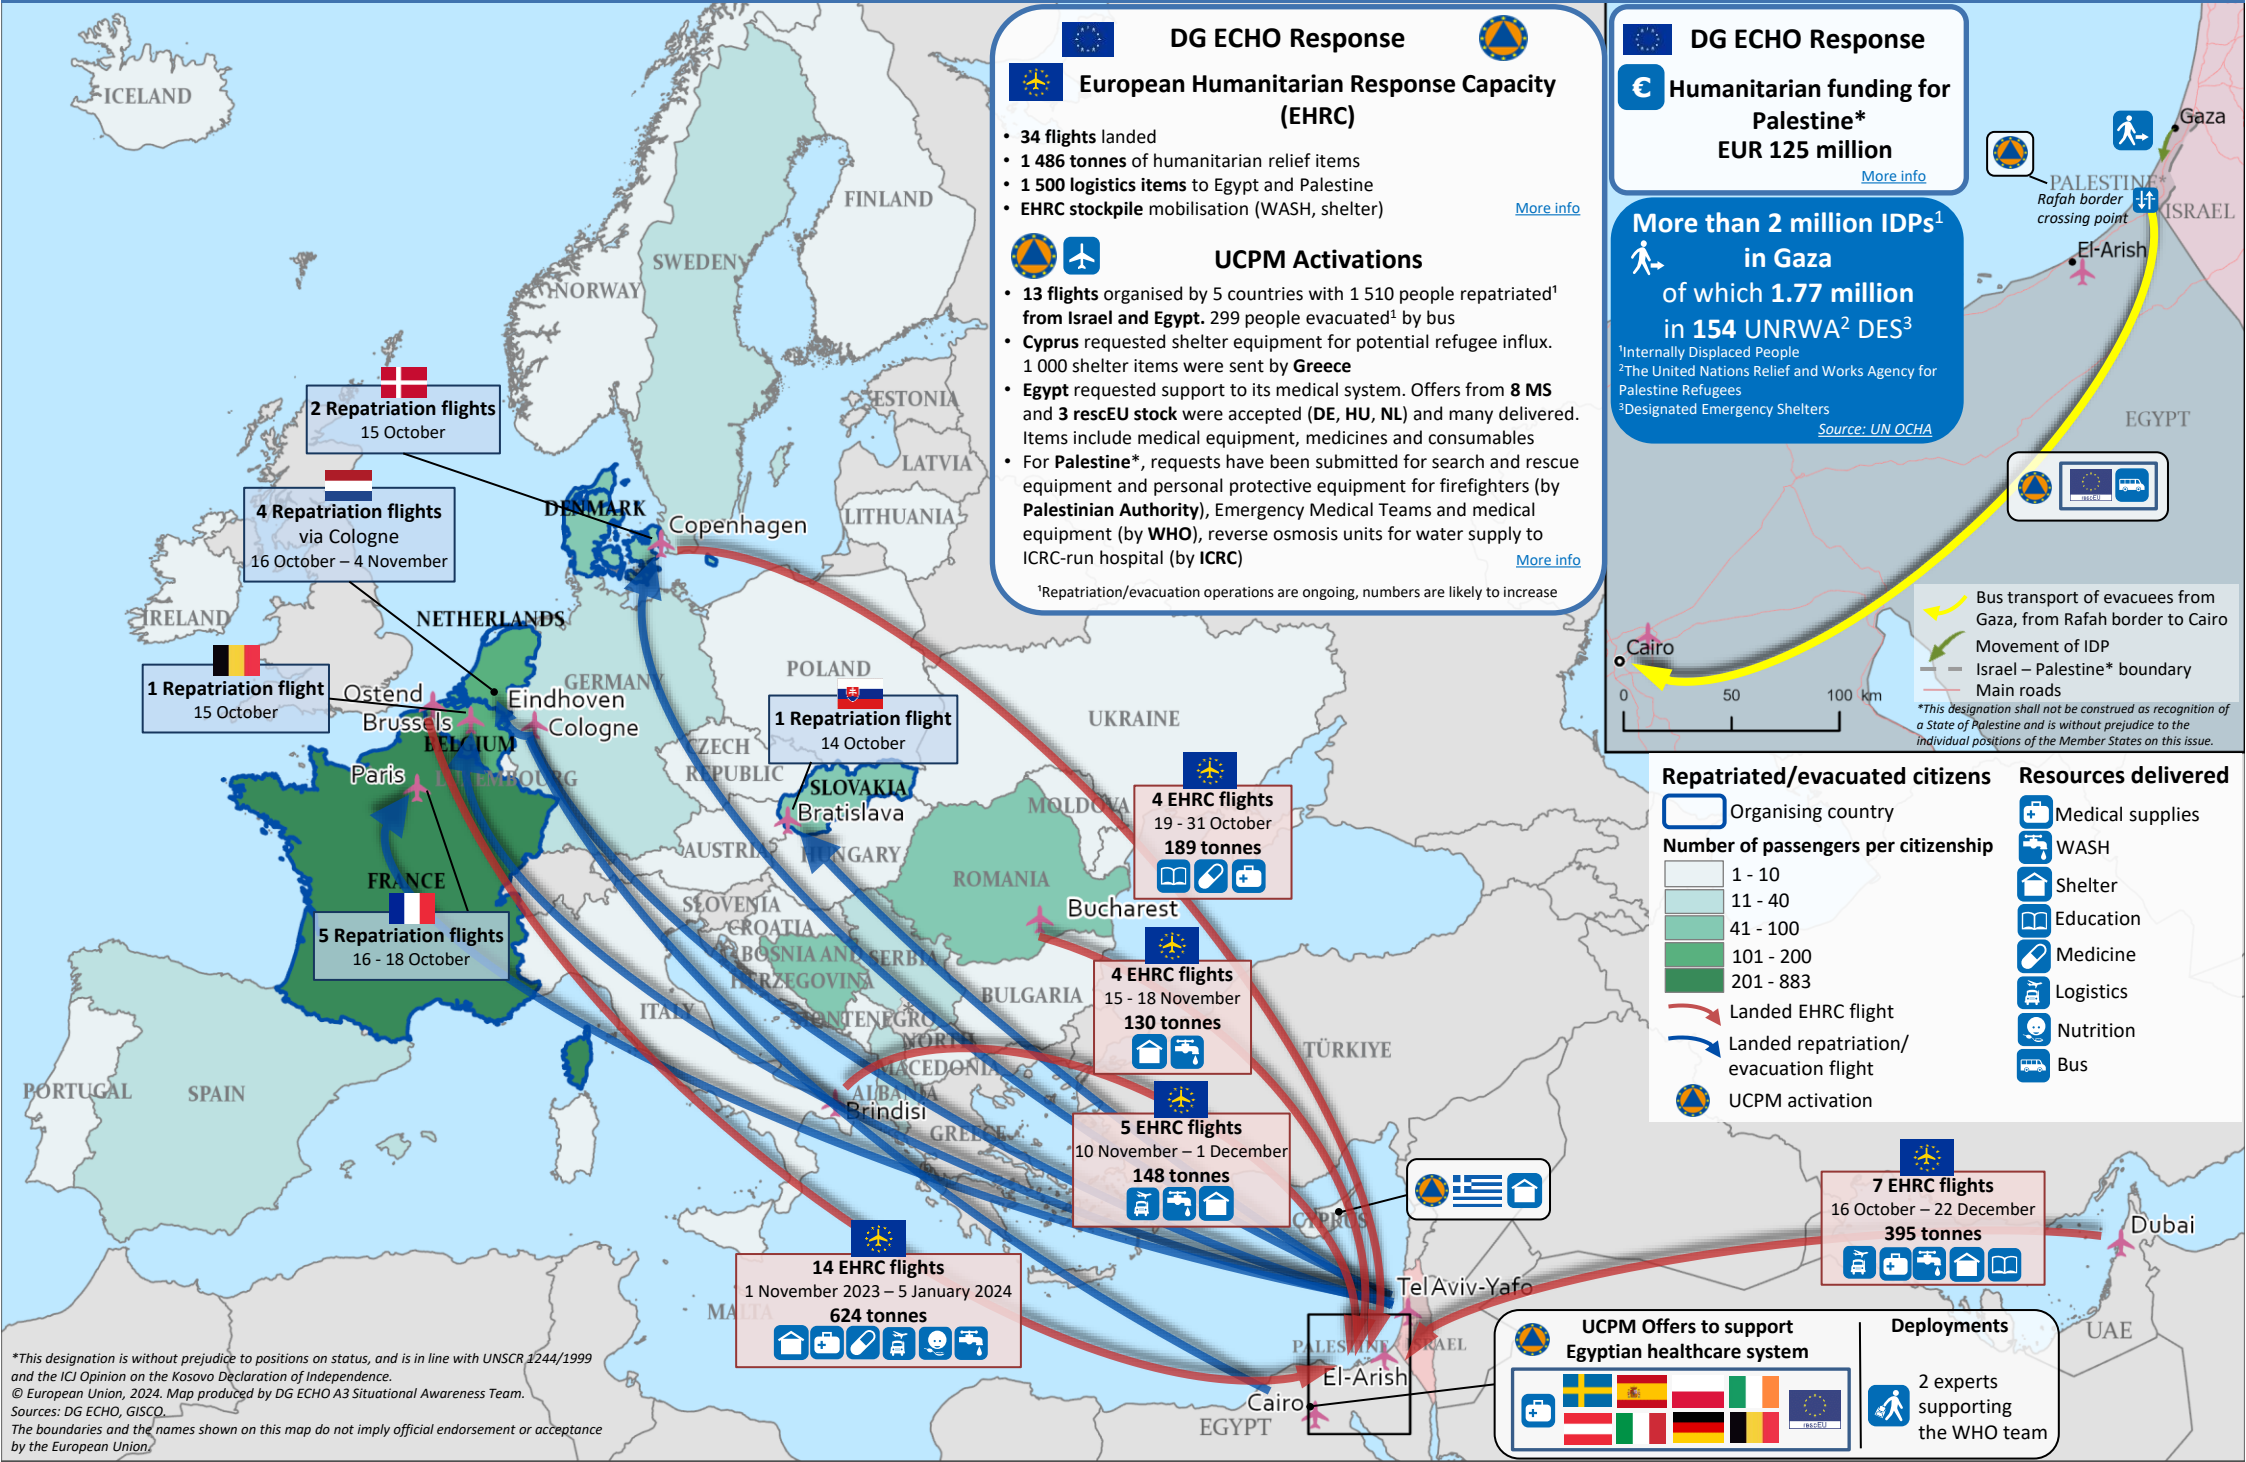 DG ECHO Response
European Humanitarian Response Capacity
(EHRC)
• 34 flights landed
• 1 486 tonnes of humanitarian relief items
• 1 500 logistics items to Egypt and Palestine
• EHRC stockpile mobilisation (WASH, shelter)
More info
UCPM Activations
• 13 flights organised by 5 countries with 1 510 people repatriated¹
from Israel and Egypt. 299 people evacuated¹ by bus
• Cyprus requested shelter equipment for potential refugee influx.
1 000 shelter items were sent by Greece
• Egypt requested support to its medical system. Offers from 8 MS
and 3 rescEU stock were accepted (DE, HU, NL) and many delivered.
Items include medical equipment, medicines and consumables
• For Palestine*, requests have been submitted for search and rescue
equipment and personal protective equipment for firefighters (by
Palestinian Authority), Emergency Medical Teams and medical
equipment (by WHO), reverse osmosis units for water supply to
ICRC-run hospital (by ICRC)
More info
¹Repatriation/evacuation operations are ongoing, numbers are likely to increase
DG ECHO Response
€
Humanitarian funding for
Palestine*
EUR 125 million
More info
More than 2 million IDPs¹
in Gaza
of which 1.77 million
in 154 UNRWA² DES³
¹Internally Displaced People
²The United Nations Relief and Works Agency for
Palestine Refugees
³Designated Emergency Shelters
Source: UN OCHA
Gaza
PALESTINE*
Rafah border
crossing point
ISRAEL
El-Arish
EGYPT
rescEU
Cairo
0 50 100 km
Bus transport of evacuees from
Gaza, from Rafah border to Cairo
Movement of IDP
Israel – Palestine* boundary
Main roads
*This designation shall not be construed as recognition of
a State of Palestine and is without prejudice to the
individual positions of the Member States on this issue.
Repatriated/evacuated citizens
Organising country
Number of passengers per citizenship
1 - 10
11 - 40
41 - 100
101 - 200
201 - 883
Landed EHRC flight
Landed repatriation/
evacuation flight
UCPM activation
Resources delivered
Medical supplies
WASH
Shelter
Education
Medicine
Logistics
Nutrition
Bus
ICELAND
FINLAND
SWEDEN
NORWAY
ESTONIA
LATVIA
LITHUANIA
2 Repatriation flights
15 October
4 Repatriation flights
via Cologne
16 October – 4 November
DENMARK
Copenhagen
IRELAND
NETHERLANDS
1 Repatriation flight
15 October
Ostend
Brussels
Eindhoven
Cologne
GERMANY
POLAND
BELGIUM
LUXEMBOURG
1 Repatriation flight
14 October
UKRAINE
CZECH
REPUBLIC
SLOVAKIA
Bratislava
Paris
FRANCE
5 Repatriation flights
16 - 18 October
AUSTRIA
HUNGARY
MOLDOVA
4 EHRC flights
19 - 31 October
189 tonnes
SLOVENIA
CROATIA
BOSNIA AND
HERZEGOVINA
SERBIA
ROMANIA
Bucharest
4 EHRC flights
15 - 18 November
130 tonnes
BULGARIA
ITALY
MONTENEGRO
NORTH
MACEDONIA
ALBANIA
Brindisi
GREECE
TÜRKIYE
PORTUGAL
SPAIN
5 EHRC flights
10 November – 1 December
148 tonnes
CYPRUS
14 EHRC flights
1 November 2023 – 5 January 2024
624 tonnes
MALTA
7 EHRC flights
16 October – 22 December
395 tonnes
Dubai
UAE
Tel Aviv-Yafo
PALESTINE
ISRAEL
El-Arish
Cairo
EGYPT
UCPM Offers to support
Egyptian healthcare system
rescEU
Deployments
2 experts
supporting
the WHO team
*This designation is without prejudice to positions on status, and is in line with UNSCR 1244/1999
and the ICJ Opinion on the Kosovo Declaration of Independence.
© European Union, 2024. Map produced by DG ECHO A3 Situational Awareness Team.
Sources: DG ECHO, GISCO.
The boundaries and the names shown on this map do not imply official endorsement or acceptance
by the European Union.